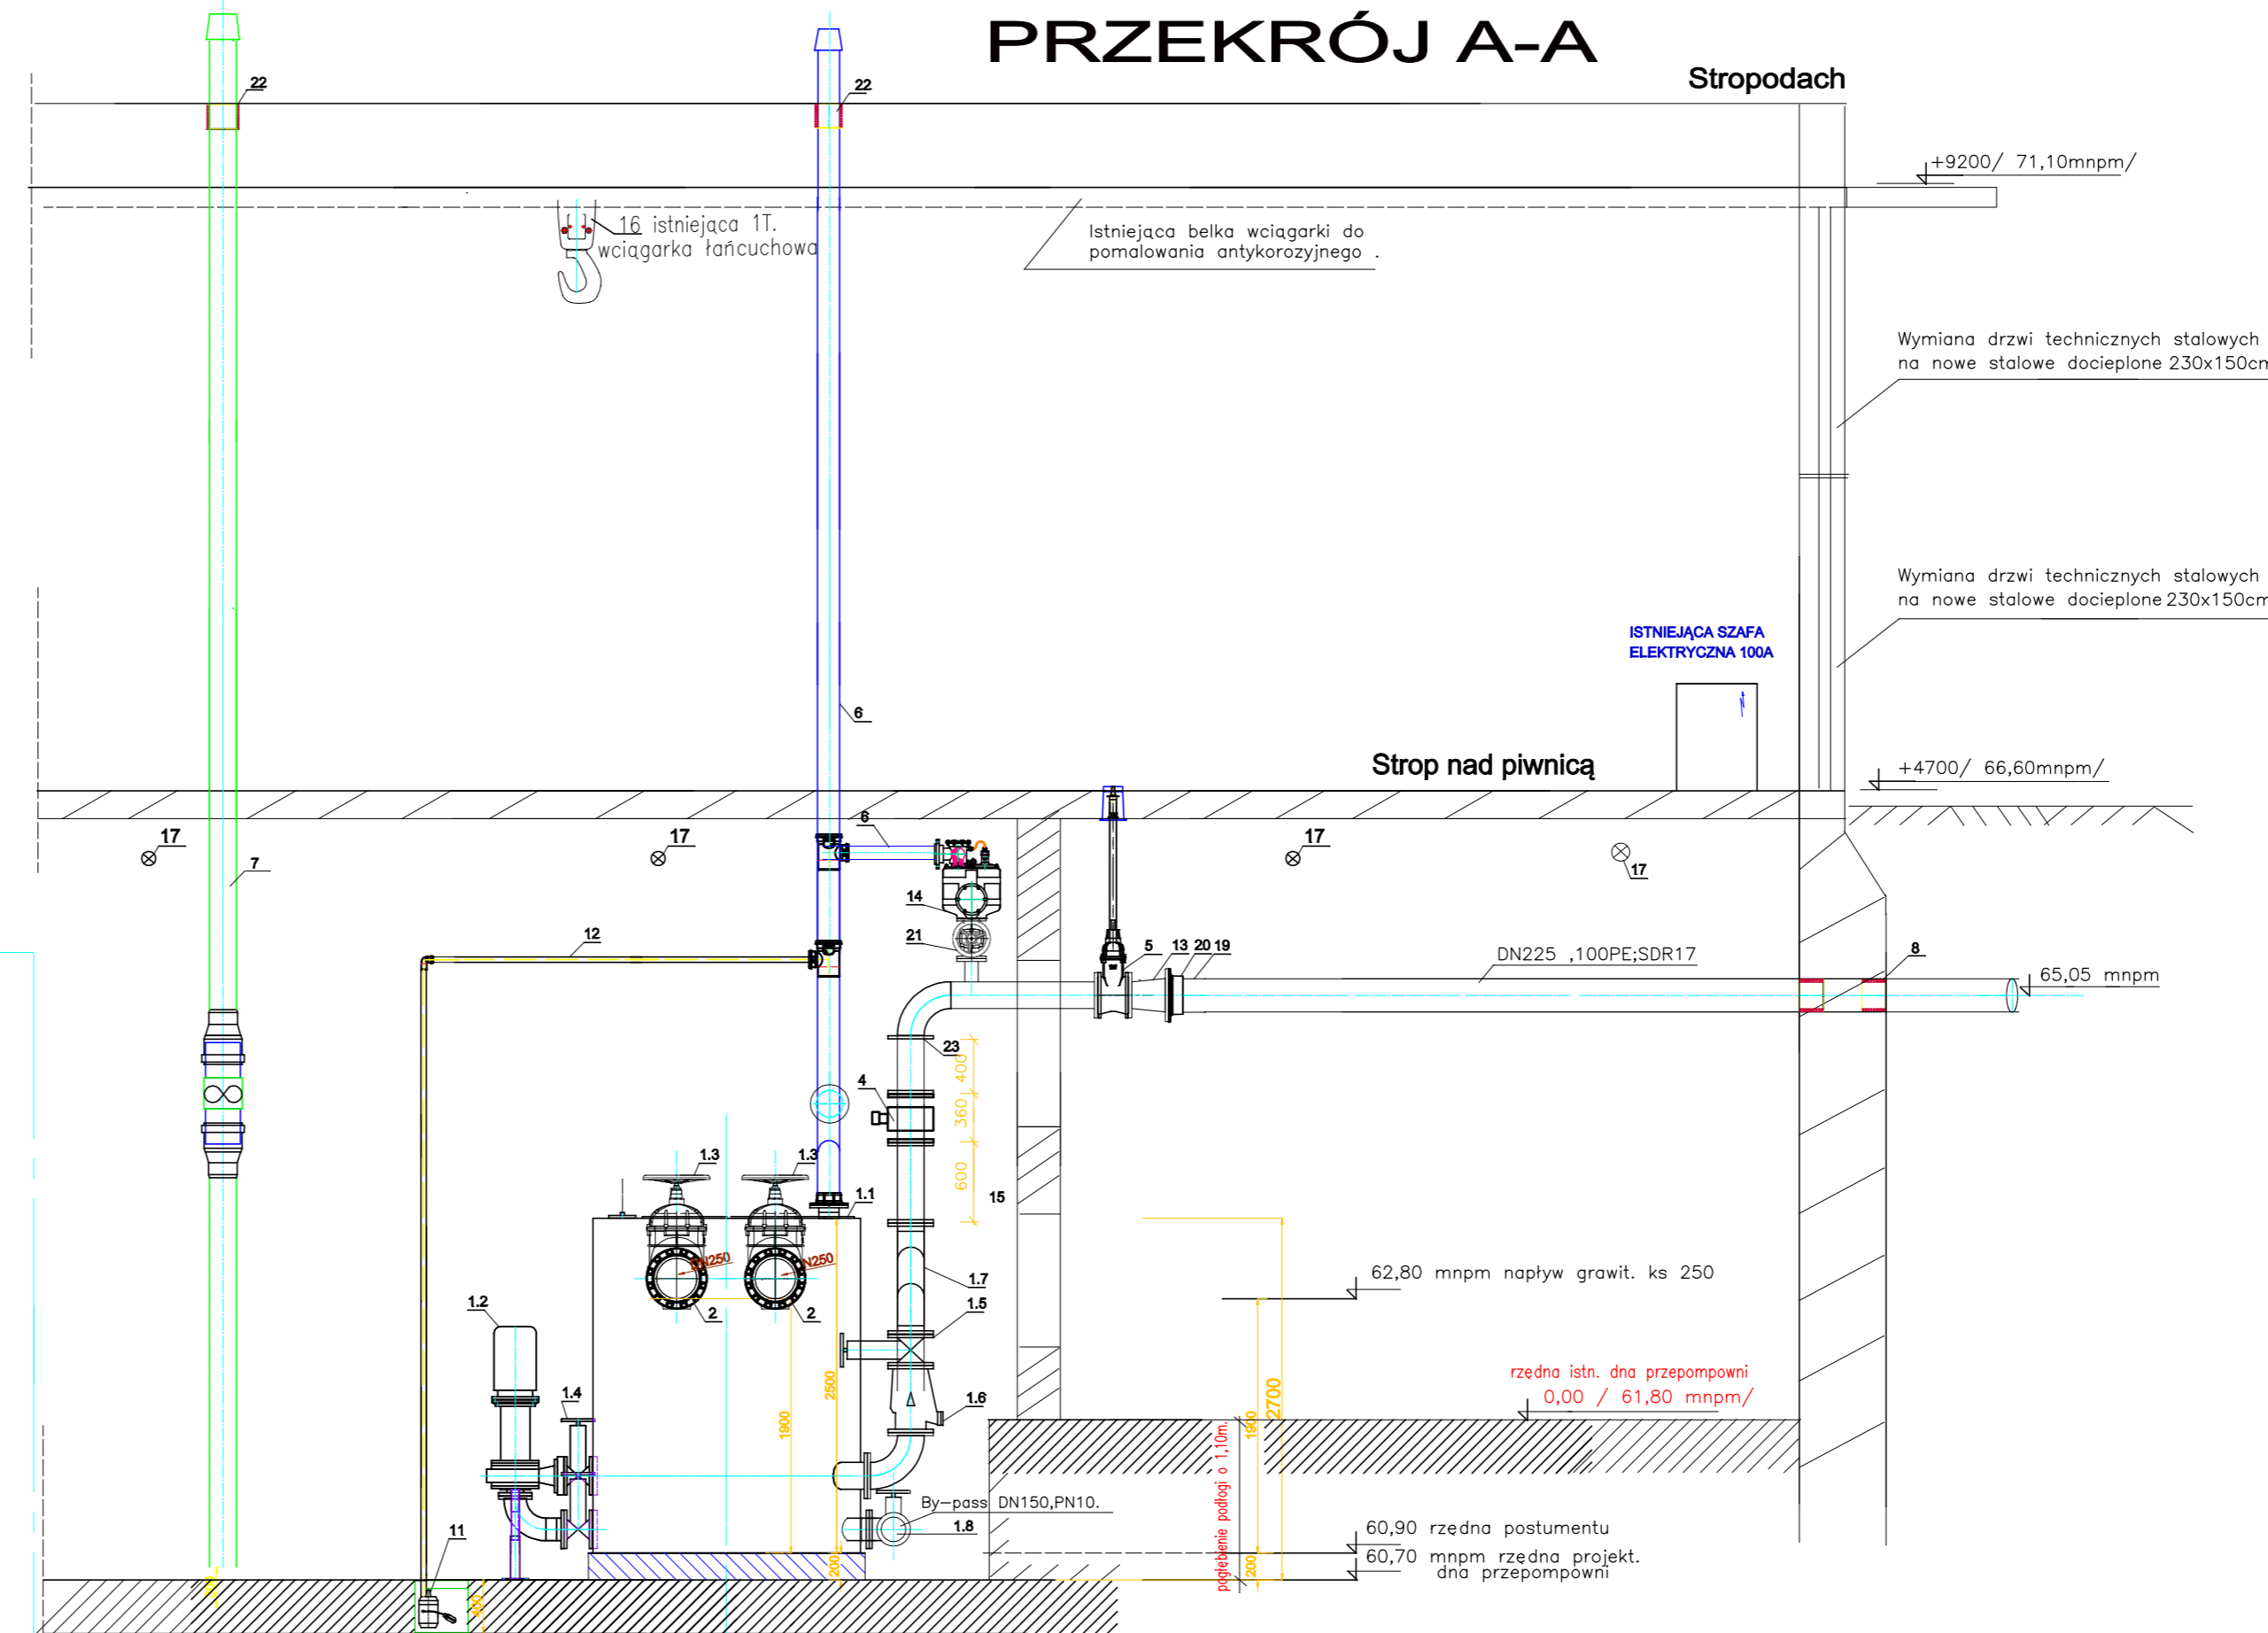 PRZEKRÓJ A-A
Stropodach
22
22
+9200/ 71,10mnpm/
16 istniejąca 1T.
wciągarka łańcuchowa
Istniejąca belka wciągarki do
pomalowania antykorozyjnego .
Wymiana drzwi technicznych stalowych
na nowe stalowe docieplone 230x150cm
Wymiana drzwi technicznych stalowych
na nowe stalowe docieplone 230x150cm
ISTNIEJĄCA SZAFA
ELEKTRYCZNA 100A
6
Strop nad piwnicą
+4700/ 66,60mnpm/
17
17
6
17
17
7
14
21
12
5
13
20
19
DN225 ,100PE;SDR17
8
65,05 mnpm
23
400
4
360
600
1.3
1.3
1.1
15
DN250
N250
2
2
1.7
1.5
62,80 mnpm napływ grawit. ks 250
1.2
1.4
2500
1900
1.6
rzędna istn. dna przepompowni
0,00 / 61,80 mnpm/
2700
1900
pogłębienie podłogi o 1,10m.
By-pass DN150,PN10.
1.8
11
60,90 rzędna postumentu
60,70 mnpm rzędna projekt.
dna przepompowni
200
200
400